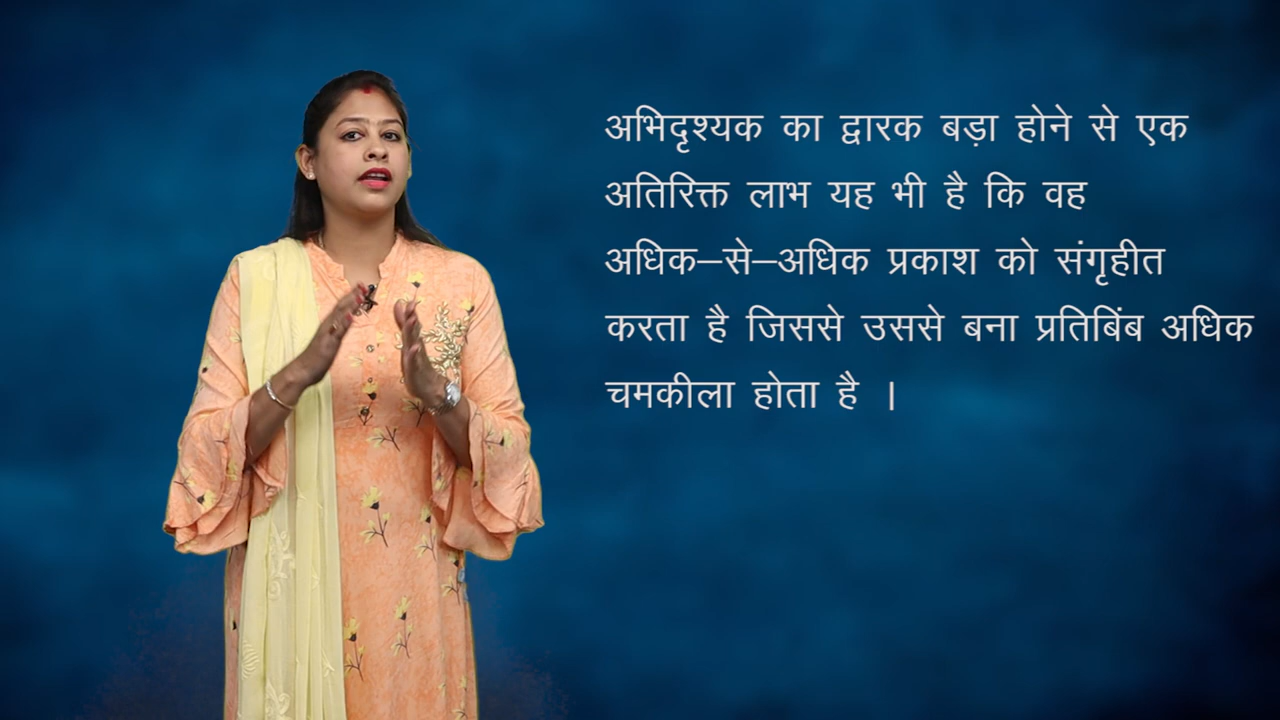 अभिदृश्यक का द्वारक बड़ा होने से एक
अतिरिक्त लाभ यह भी है कि वह
अधिक–से–अधिक प्रकाश को संगृहीत
करता है जिससे उससे बना प्रतिबिंब अधिक
चमकीला होता है ।